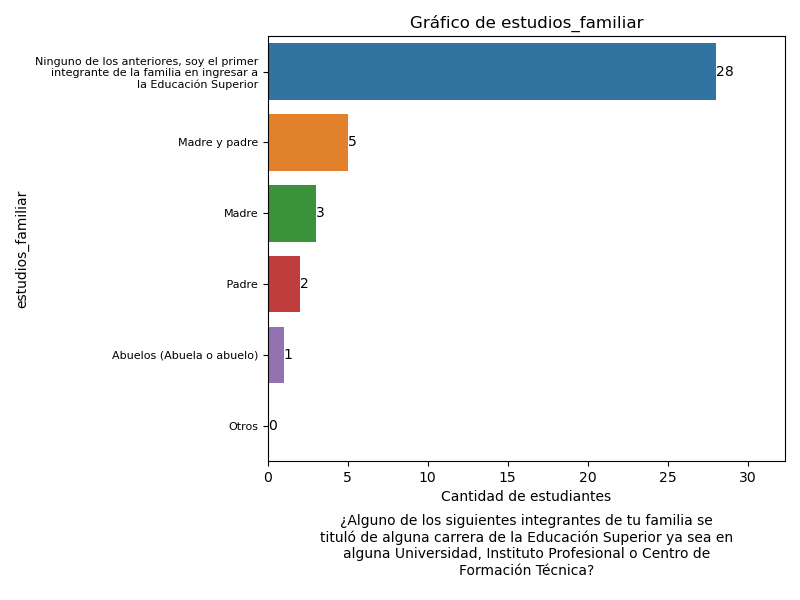 Gráfico de estudios_familiar
Ninguno de los anteriores, soy el primer
integrante de la familia en ingresar a
la Educación Superior
28
Madre y padre
5
Madre
3
Padre
2
Abuelos (Abuela o abuelo)
1
Otros
0
estudios_familiar
0 5 10 15 20 25 30
Cantidad de estudiantes
¿Alguno de los siguientes integrantes de tu familia se
tituló de alguna carrera de la Educación Superior ya sea en
alguna Universidad, Instituto Profesional o Centro de
Formación Técnica?